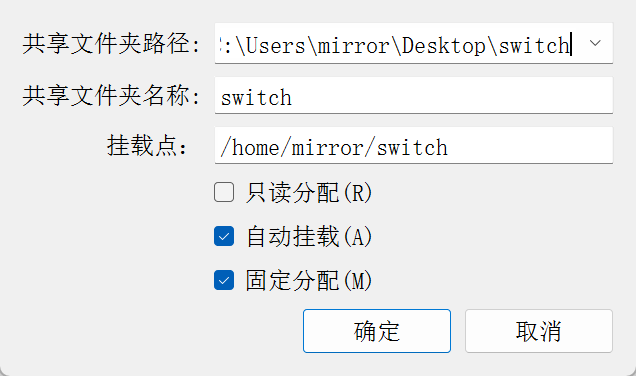 共享文件夹路径: :\Users\mirror\Desktop\switch
共享文件夹名称: switch
挂载点: /home/mirror/switch
只读分配(R)
自动挂载(A)
固定分配(M)
确定 取消